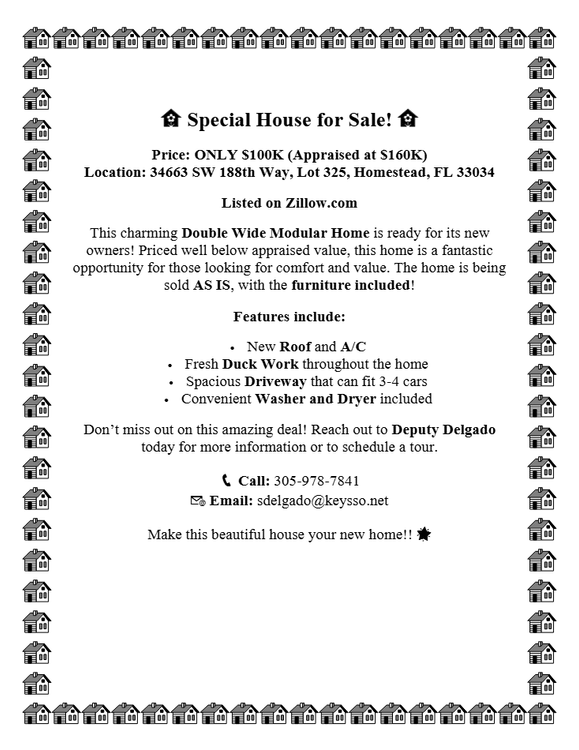 Special House for Sale!
Price: ONLY $100K (Appraised at $160K)
Location: 34663 SW 188th Way, Lot 325, Homestead, FL 33034
Listed on Zillow.com
This charming Double Wide Modular Home is ready for its new
owners! Priced well below appraised value, this home is a fantastic
opportunity for those looking for comfort and value. The home is being
sold AS IS, with the furniture included!
Features include:
• New Roof and A/C
• Fresh Duck Work throughout the home
• Spacious Driveway that can fit 3-4 cars
• Convenient Washer and Dryer included
Don’t miss out on this amazing deal! Reach out to Deputy Delgado
today for more information or to schedule a tour.
Call: 305-978-7841
Email: sdelgado@keysso.net
Make this beautiful house your new home!!